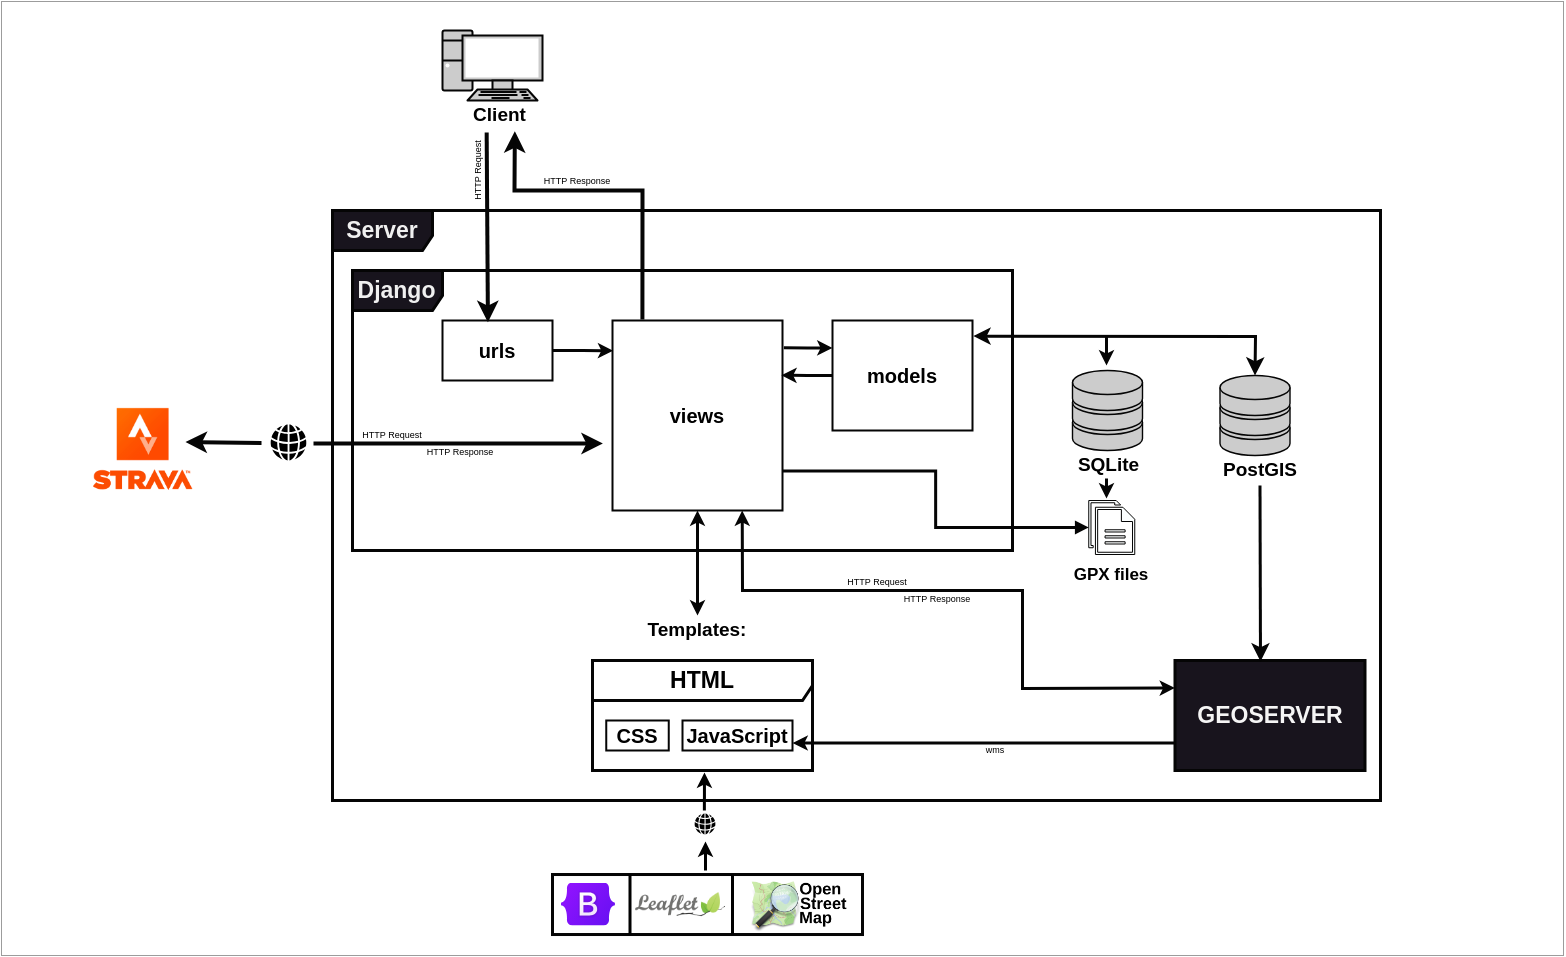 Client
HTTP Request
HTTP Response
Server
Django
urls
views
models
STRAVA
HTTP Request
HTTP Response
SQLite
PostGIS
GPX files
HTTP Request
HTTP Response
Templates:
HTML
CSS
JavaScript
GEOSERVER
wms
B
Leaflet
Open
Street
Map